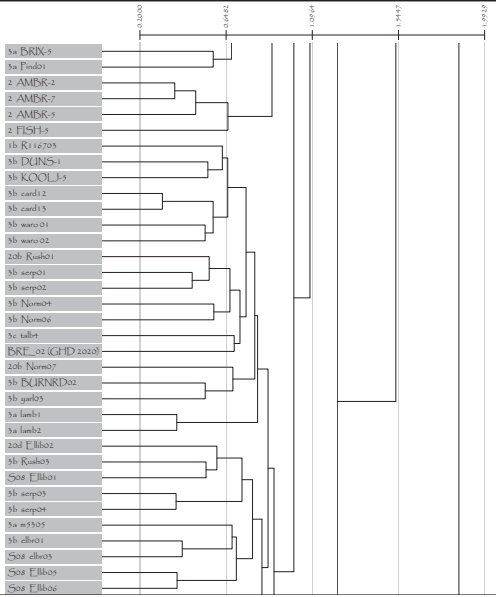 0.2000 0.6482 1.0964 1.5447 1.9929
3a BRIX-5
3a Pind01
2 AMBR-2
2 AMBR-7
2 AMBR-5
2 FISH-5
1b R116703
3b DUNS-1
3b KOOLJ-5
3b card12
3b card13
3b waro01
3b waro02
20b Rush01
3b serp01
3b serp02
3b Norm04
3b Norm06
3c talb4
BRE_02 (GHD 2020)
20b Norm07
3b BURNRD02
3b yarl03
3a lamb1
3a lamb2
20d Ellib02
3b Rush03
S08 Ellib01
3b serp03
3b serp04
3a m5305
3b elbr01
S08 elbr03
S08 Ellib05
S08 Ellib06